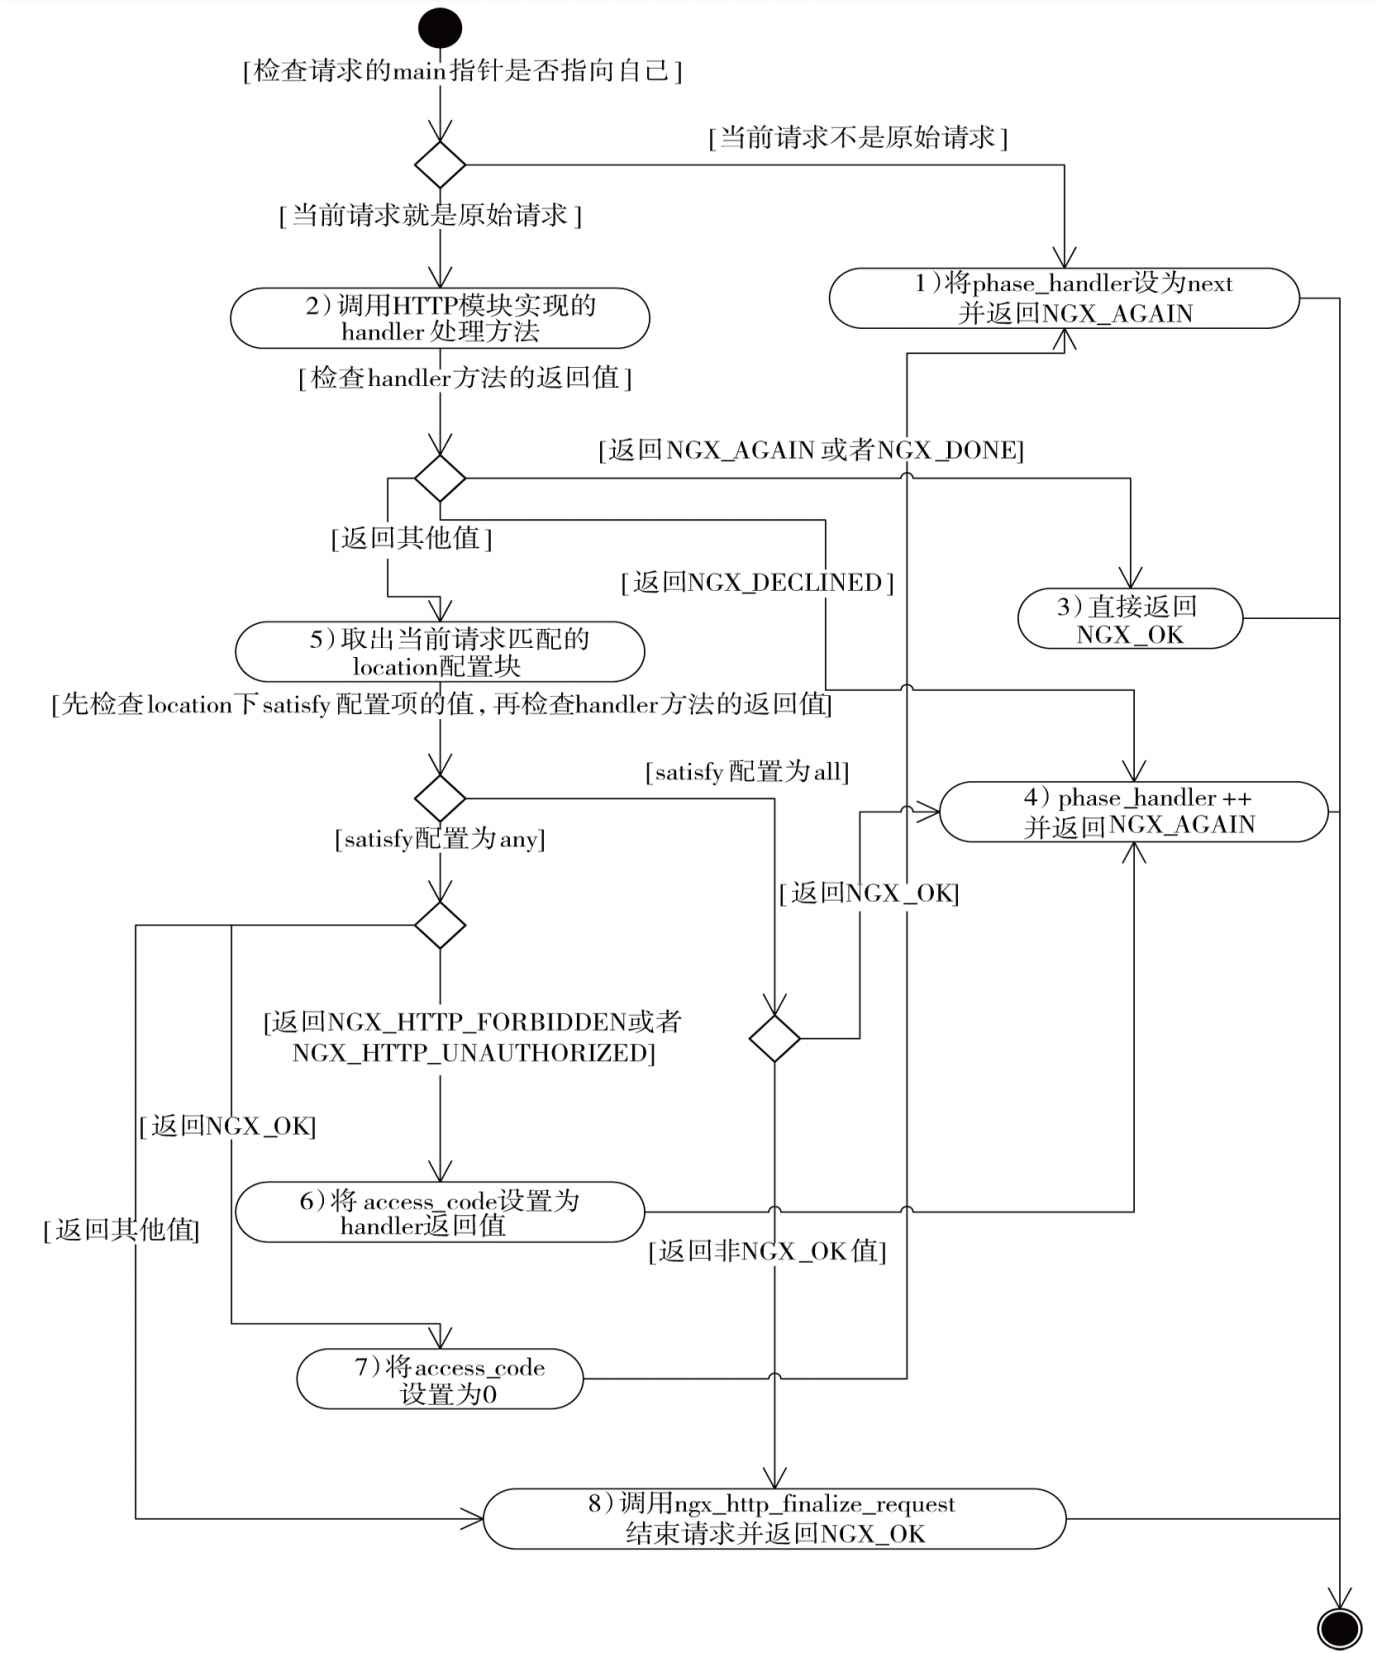 [检查请求的main指针是否指向自己]
[当前请求不是原始请求]
[当前请求就是原始请求]
1)将phase_handler设为next
并返回NGX_AGAIN
2)调用HTTP模块实现的
handler处理方法
[检查handler方法的返回值]
[返回NGX_AGAIN或者NGX_DONE]
[返回其他值]
[返回NGX_DECLINED]
3)直接返回
NGX_OK
5)取出当前请求匹配的
location配置块
[先检查location下satisfy配置项的值,再检查handler方法的返回值]
[satisfy配置为all]
4)phase_handler++
并返回NGX_AGAIN
[satisfy配置为any]
[返回NGX_OK]
[返回NGX_HTTP_FORBIDDEN或者
NGX_HTTP_UNAUTHORIZED]
[返回NGX_OK]
6)将access_code设置为
handler返回值
[返回其他值]
[返回非NGX_OK值]
7)将access_code
设置为0
8)调用ngx_http_finalize_request
结束请求并返回NGX_OK